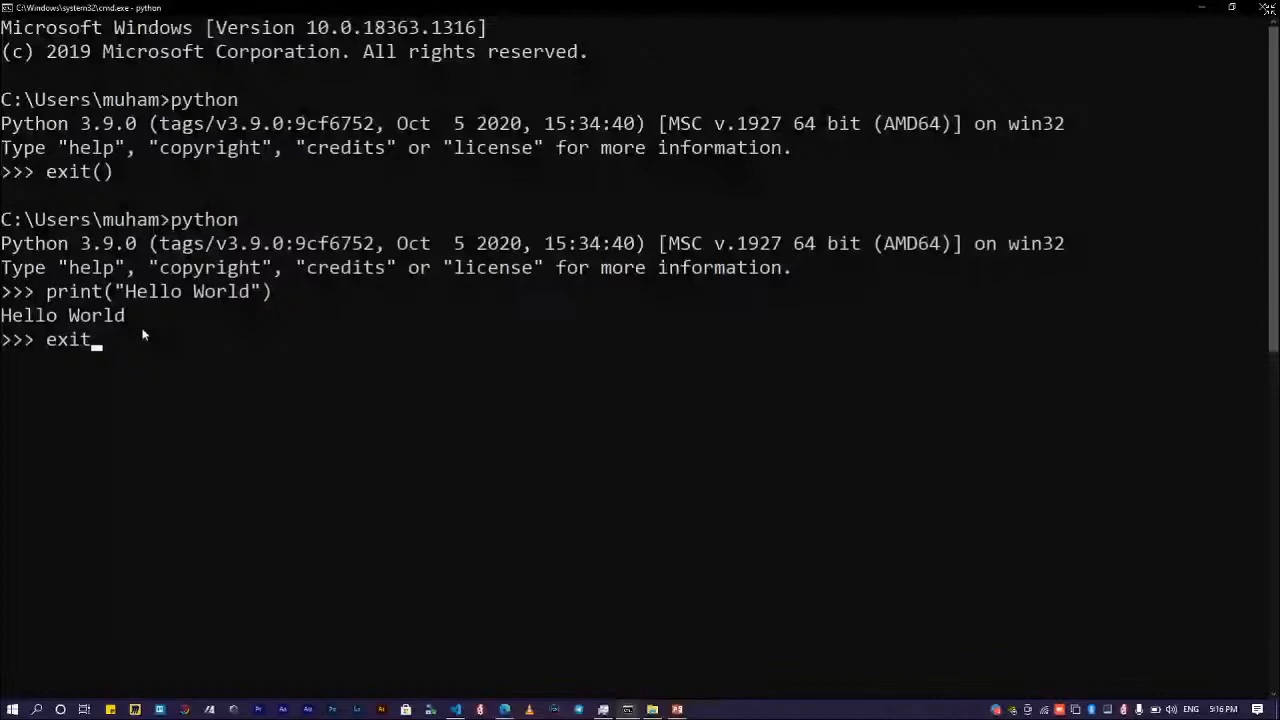 C:\Windows\system32\cmd.exe - python
Microsoft Windows [Version 10.0.18363.1316]
(c) 2019 Microsoft Corporation. All rights reserved.
C:\Users\muham>python
Python 3.9.0 (tags/v3.9.0:9cf6752, Oct  5 2020, 15:34:40) [MSC v.1927 64 bit (AMD64)] on win32
Type "help", "copyright", "credits" or "license" for more information.
>>> exit()
C:\Users\muham>python
Python 3.9.0 (tags/v3.9.0:9cf6752, Oct  5 2020, 15:34:40) [MSC v.1927 64 bit (AMD64)] on win32
Type "help", "copyright", "credits" or "license" for more information.
>>> print("Hello World")
Hello World
>>> exit
ENG 5:16 PM